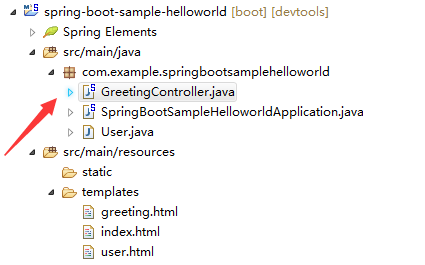 spring-boot-sample-helloworld [boot] [devtools]
Spring Elements
src/main/java
com.example.springbootsamplehelloworld
GreetingController.java
SpringBootSampleHelloworldApplication.java
User.java
src/main/resources
static
templates
greeting.html
index.html
user.html